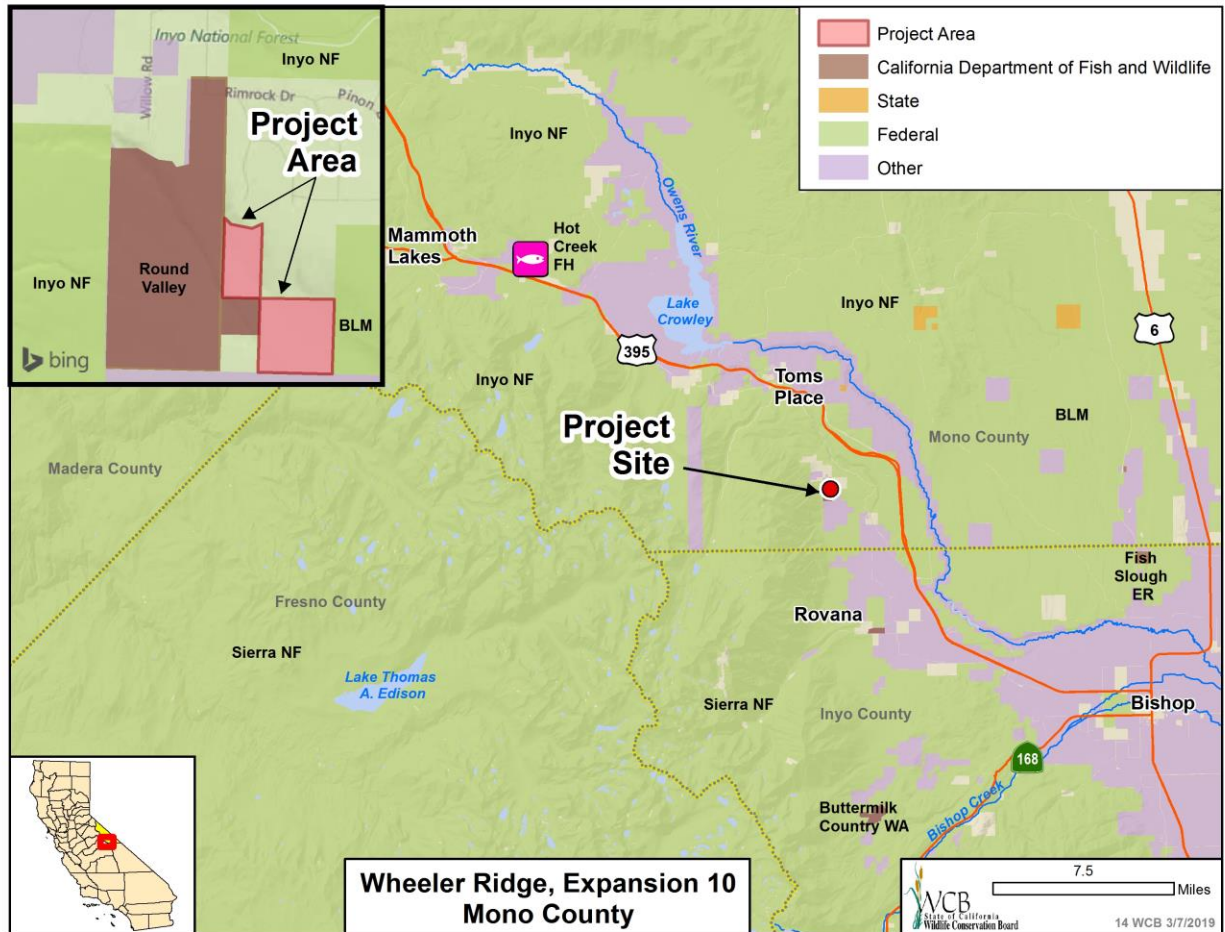 Inyo National Forest
Inyo NF
Willow Rd
Rimrock Dr
Pinon
Project
Area
Round
Valley
Inyo NF
BLM
bing
Project Area
California Department of Fish and Wildlife
State
Federal
Other
Inyo NF
Owens River
Mammoth
Lakes
Hot
Creek
FH
Lake
Crowley
Inyo NF
6
395
Inyo NF
Toms
Place
BLM
Project
Site
Mono County
Madera County
Fish
Slough
ER
Fresno County
Rovana
Sierra NF
Lake Thomas
A. Edison
Sierra NF
Inyo County
Bishop
168
Buttermilk
Country WA
Bishop Creek
Wheeler Ridge, Expansion 10
Mono County
WCB
State of California
Wildlife Conservation Board
7.5
Miles
14 WCB 3/7/2019